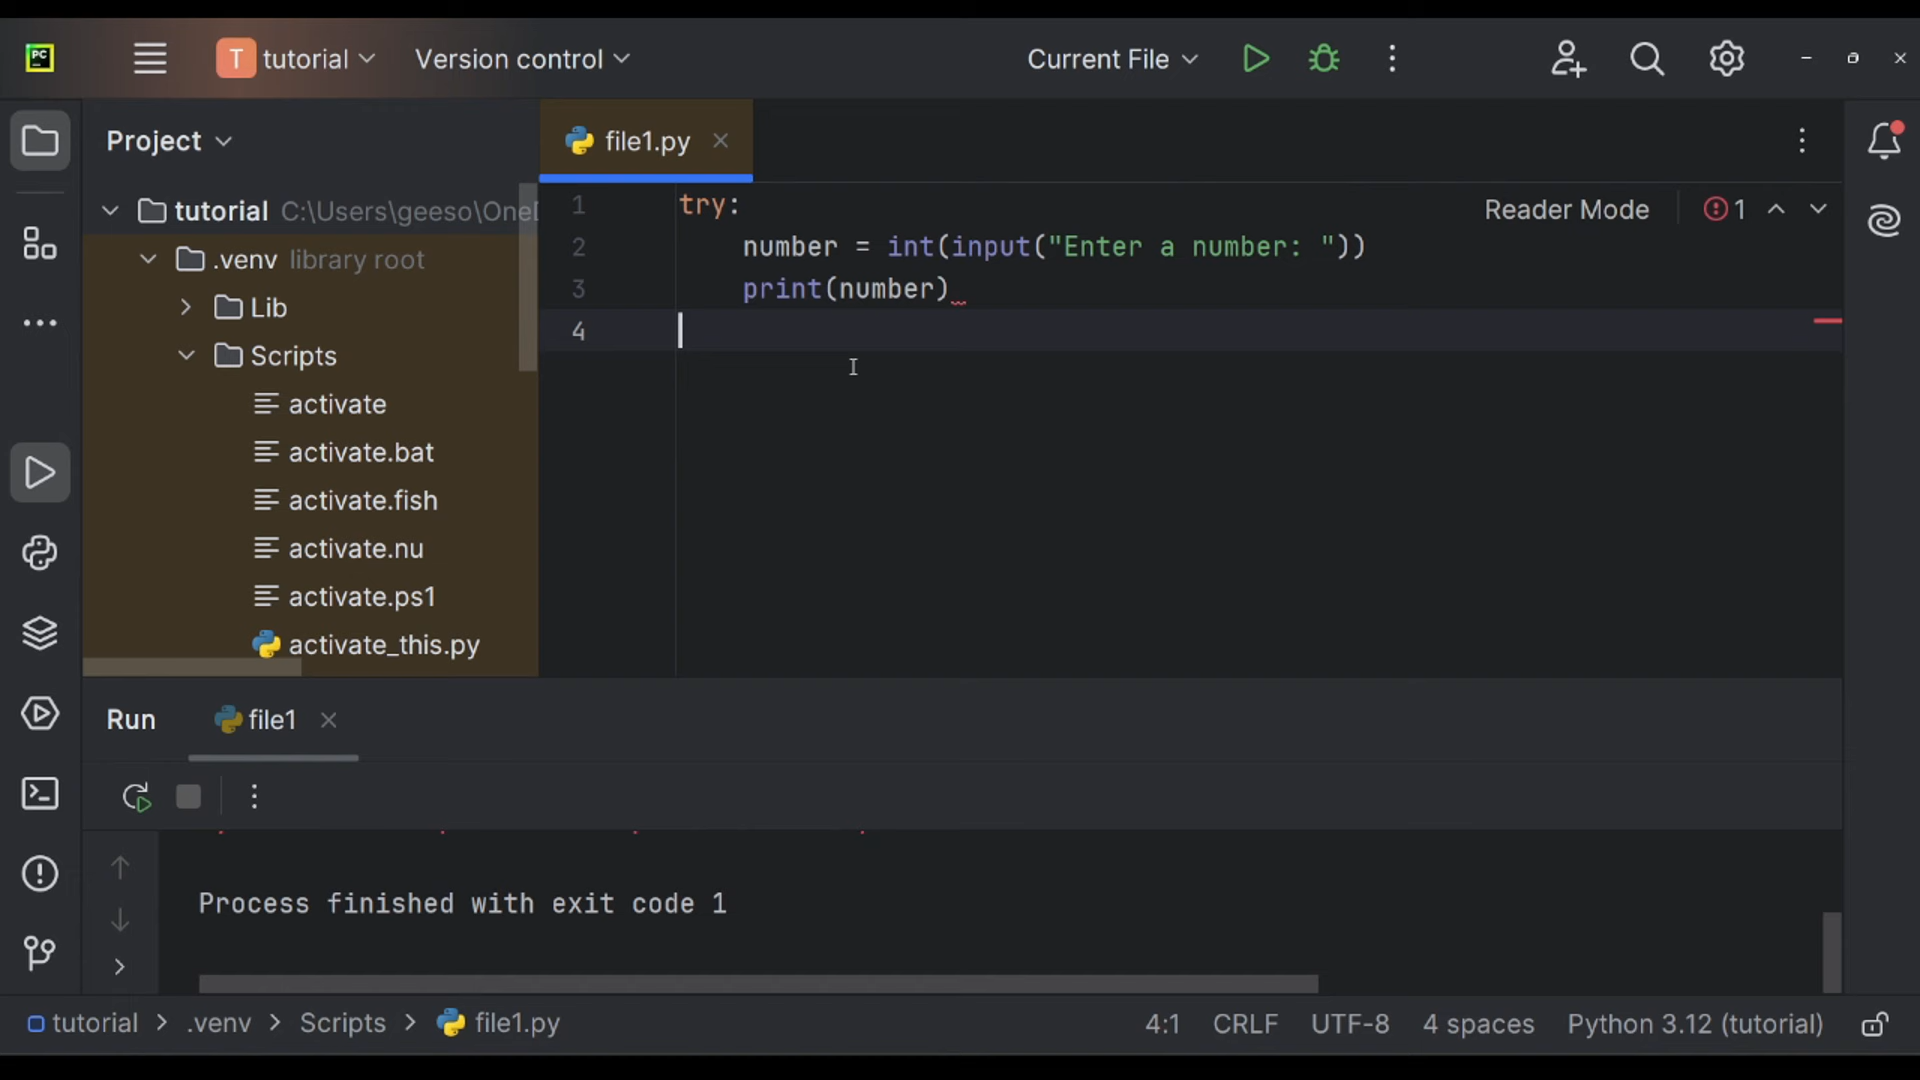 PC
T tutorial Version control Current File
Project
file1.py
tutorial C:\Users\geeso\One
.venv library root
Lib
Scripts
activate
activate.bat
activate.fish
activate.nu
activate.ps1
activate_this.py
1 try:
2 number = int(input("Enter a number: "))
3 print(number)
4
Reader Mode 1
Run file1
Process finished with exit code 1
tutorial > .venv > Scripts > file1.py
4:1 CRLF UTF-8 4 spaces Python 3.12 (tutorial)